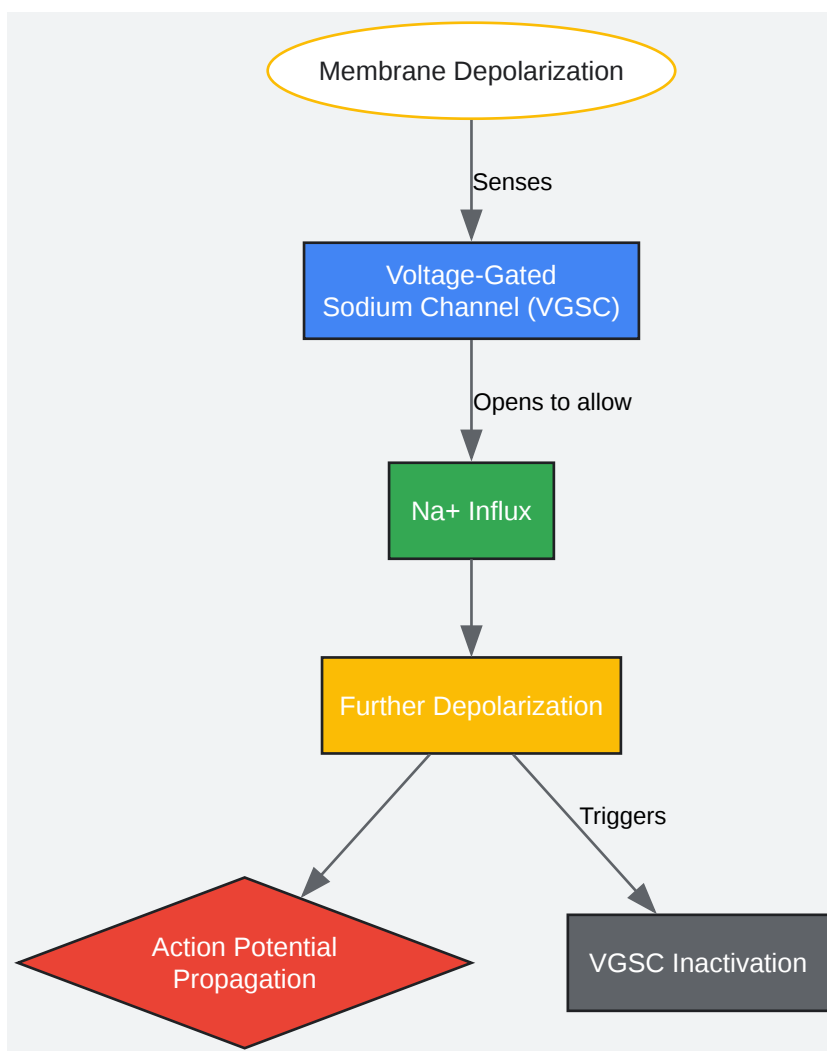 Membrane Depolarization
Senses
Voltage-Gated
Sodium Channel (VGSC)
Opens to allow
Na+ Influx
Further Depolarization
Triggers
Action Potential
Propagation
VGSC Inactivation